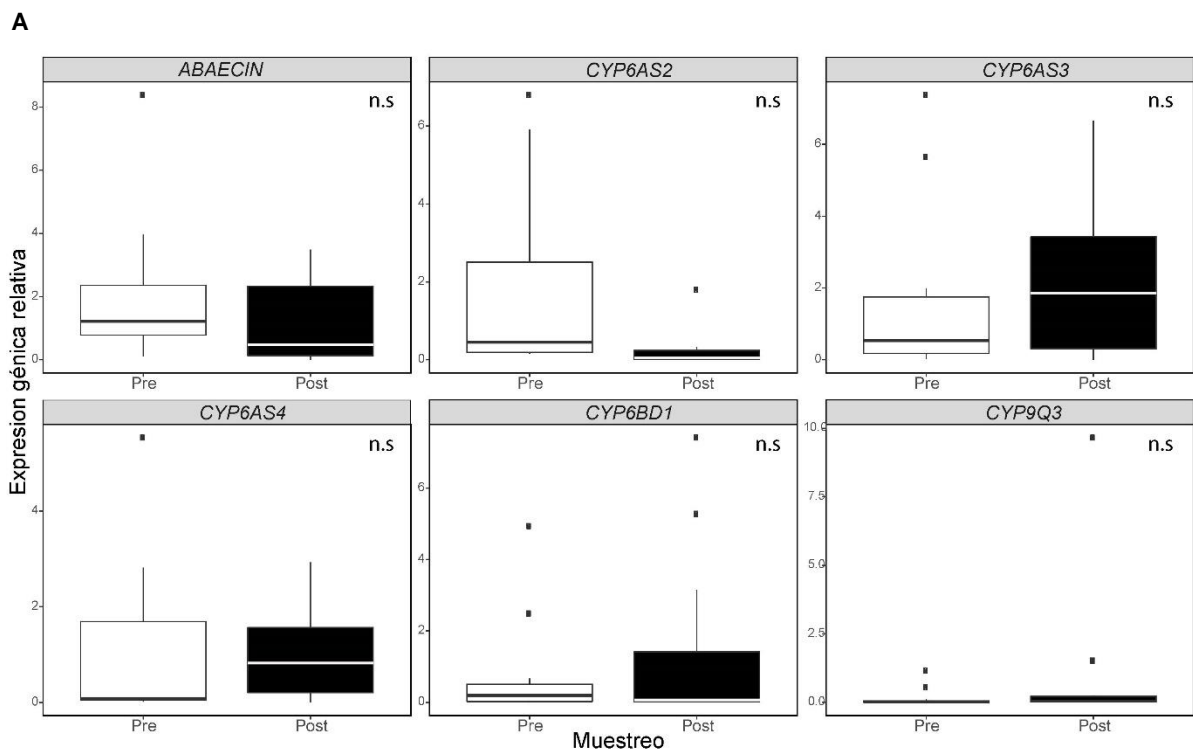 A
ABAECIN
CYP6AS2
CYP6AS3
n.s
n.s
n.s
8
6
4
2
0
6
4
2
0
6
4
2
0
Pre
Post
Pre
Post
Pre
Post
Expresion génica relativa
CYP6AS4
CYP6BD1
CYP9Q3
n.s
n.s
n.s
4
2
0
6
4
2
0
10.0
7.5
5.0
2.5
0.0
Pre
Post
Pre
Post
Pre
Post
Muestreo